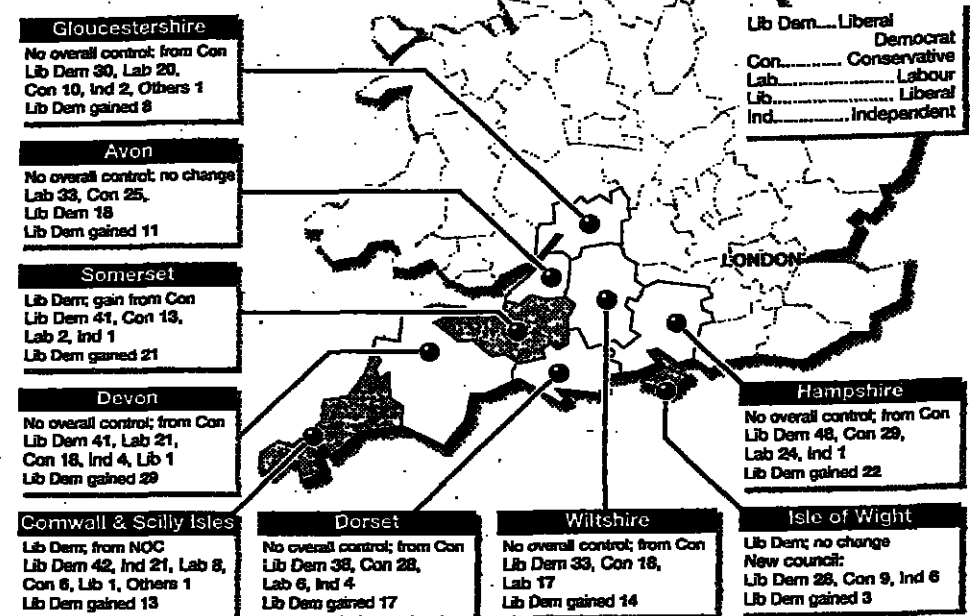 Gloucestershire
No overall control; from Con
Lib Dem 30, Lab 20,
Con 10, Ind 2, Others 1
Lib Dem gained 8
Avon
No overall control; no change
Lab 33, Con 25,
Lib Dem 18
Lib Dem gained 11
Somerset
Lib Dem; gain from Con
Lib Dem 41, Con 13,
Lab 2, Ind 1
Lib Dem gained 21
Devon
No overall control; from Con
Lib Dem 41, Lab 21,
Con 18, Ind 4, Lib 1
Lib Dem gained 29
Cornwall & Scilly Isles
Lib Dem; from NOC
Lib Dem 42, Ind 21, Lab 8,
Con 6, Lib 1, Others 1
Lib Dem gained 13
Dorset
No overall control; from Con
Lib Dem 38, Con 28,
Lab 6, Ind 4
Lib Dem gained 17
Wiltshire
No overall control; from Con
Lib Dem 33, Con 18,
Lab 17
Lib Dem gained 14
Isle of Wight
Lib Dem; no change
New council:
Lib Dem 28, Con 9, Ind 6
Lib Dem gained 3
Hampshire
No overall control; from Con
Lib Dem 48, Con 29,
Lab 24, Ind 1
Lib Dem gained 22
LONDON
Lib Dem.... Liberal
Democrat
Con............. Conservative
Lab......................... Labour
Lib.......................... Liberal
Ind................ Independent